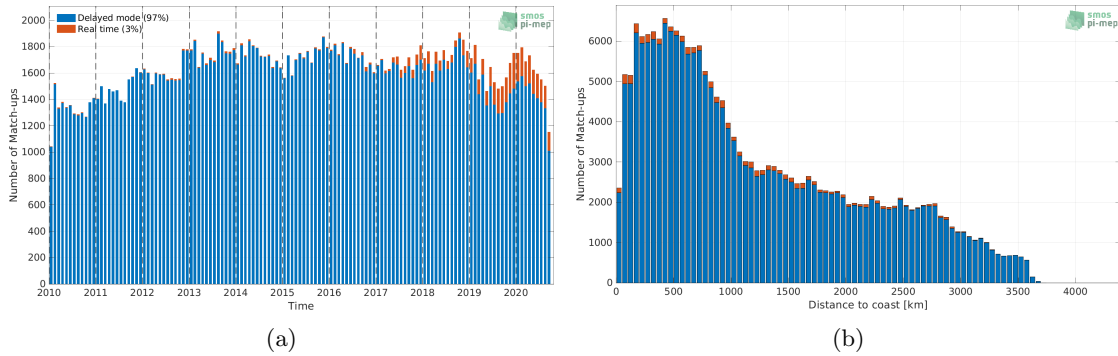 Delayed mode (97%)
Real time (3%)
smos
pi-mep
Number of Match-ups
2000
1800
1600
1400
1200
1000
800
600
400
200
0
2010 2011 2012 2013 2014 2015 2016 2017 2018 2019 2020
Time
(a)
smos
pi-mep
Number of Match-ups
6000
5000
4000
3000
2000
1000
0
0 500 1000 1500 2000 2500 3000 3500 4000
Distance to coast [km]
(b)